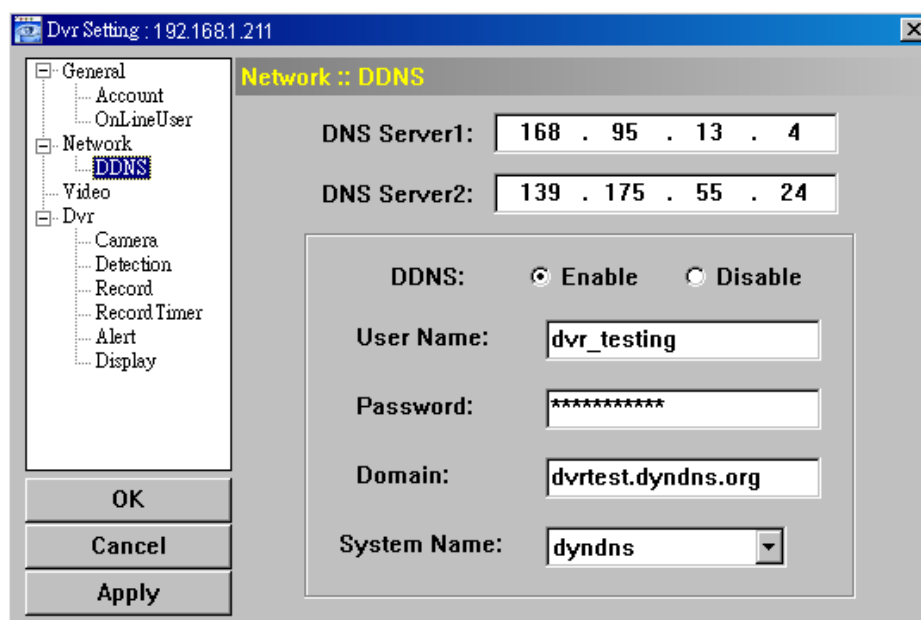 Dvr Setting : 192.168.1.211
General
Account
OnLineUser
Network
DDNS
Video
Dvr
Camera
Detection
Record
Record Timer
Alert
Display
OK
Cancel
Apply
Network :: DDNS
DNS Server1: 168 . 95 . 13 . 4
DNS Server2: 139 . 175 . 55 . 24
DDNS: Enable Disable
User Name: dvr_testing
Password: ***********
Domain: dvrtest.dyndns.org
System Name: dyndns